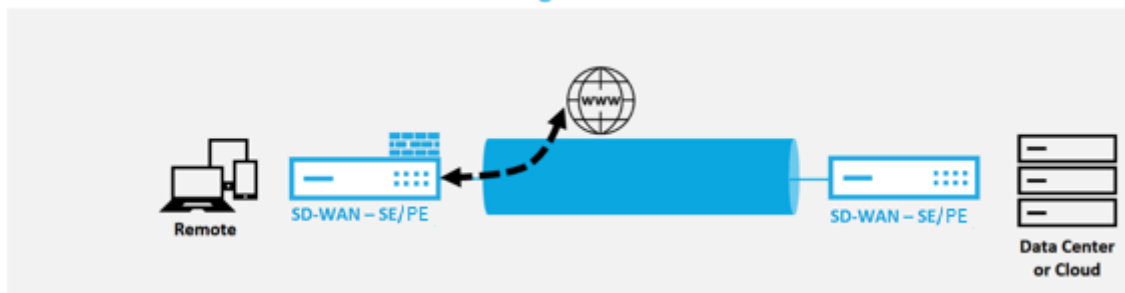 www
SD-WAN – SE/PE
SD-WAN – SE/PE
Remote
Data Center
or Cloud